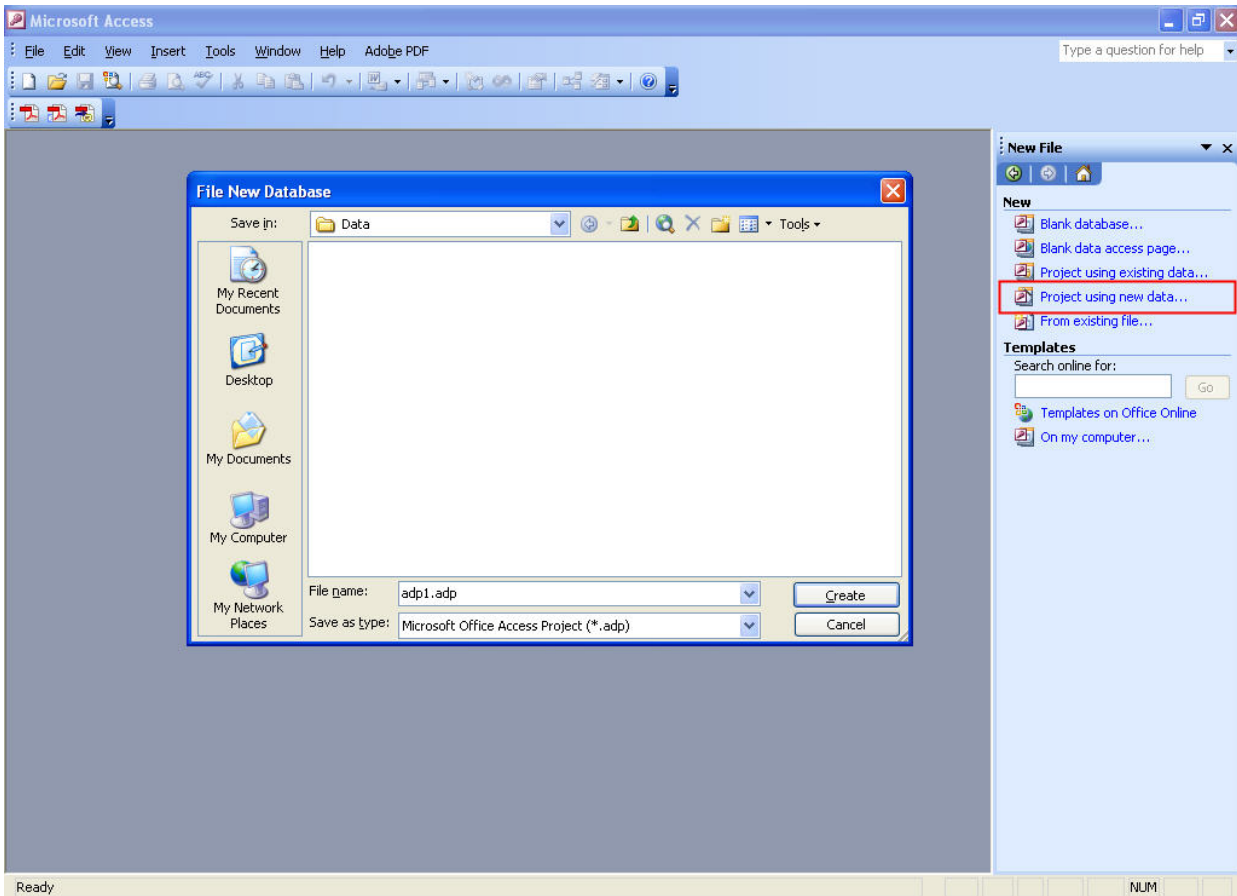 Microsoft Access
File Edit View Insert Tools Window Help Adobe PDF
Type a question for help
ABC
New File
New
Blank database...
Blank data access page...
Project using existing data...
Project using new data...
From existing file...
Templates
Search online for:
Go
Templates on Office Online
On my computer...
File New Database
Save in:
Data
Tools
My Recent
Documents
Desktop
My Documents
My Computer
My Network
Places
File name:
adp1.adp
Create
Save as type:
Microsoft Office Access Project (*.adp)
Cancel
Ready
NUM